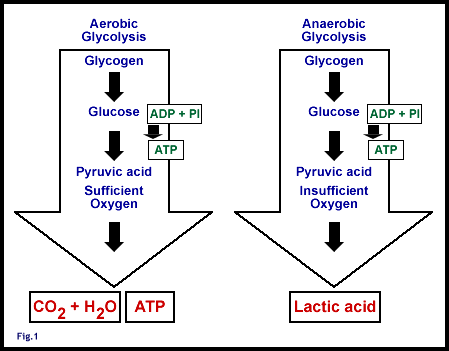 Aerobic
Glycolysis
Glycogen
Glucose
ADP + PI
ATP
Pyruvic acid
Sufficient
Oxygen
CO2 + H2O
ATP
Anaerobic
Glycolysis
Glycogen
Glucose
ADP + PI
ATP
Pyruvic acid
Insufficient
Oxygen
Lactic acid
Fig.1